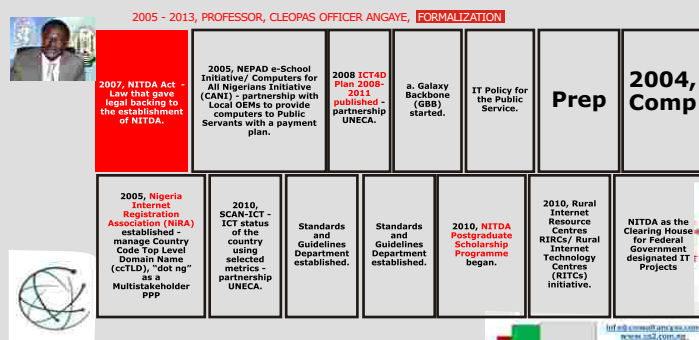 2005 - 2013, PROFESSOR, CLEOPAS OFFICER ANGAYE, FORMALIZATION
2007, NITDA Act -
Law that gave
legal backing to
the establishment
of NITDA.
2005, NEPAD e-School
Initiative/ Computers for
All Nigerians Initiative
(CANI) - partnership with
Local OEMs to provide
computers to Public
Servants with a payment
plan.
2008 ICT4D
Plan 2008-
2011
published -
partnership
UNECA.
a. Galaxy
Backbone
(GBB)
started.
IT Policy for
the Public
Service.
Prep
2004,
Comp
2005, Nigeria
Internet
Registration
Association (NiRA)
established -
manage Country
Code Top Level
Domain Name
(ccTLD), "dot ng"
as a
Multistakeholder
PPP
2010,
SCAN-ICT -
ICT status
of the
country
using
selected
metrics -
partnership
UNECA.
Standards
and
Guidelines
Department
established.
Standards
and
Guidelines
Department
established.
2010, NITDA
Postgraduate
Scholarship
Programme
began.
2010, Rural
Internet
Resource
Centres
RIRCs/ Rural
Internet
Technology
Centres
(RITCs)
initiative.
NITDA as the
Clearing House
for Federal
Government
designated IT
Projects